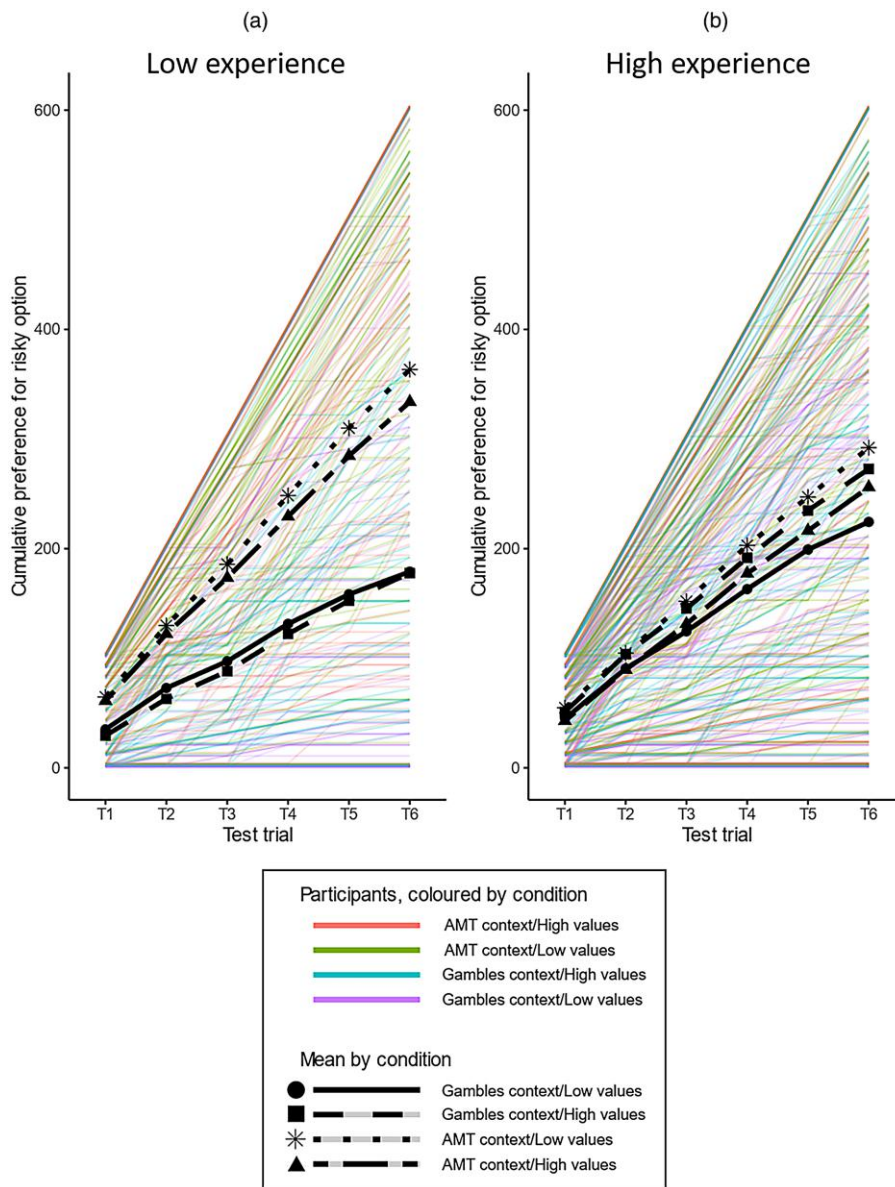 (a)
Low experience
Cumulative preference for risky option
600
400
200
0
T1 T2 T3 T4 T5 T6
Test trial
(b)
High experience
Cumulative preference for risky option
600
400
200
0
T1 T2 T3 T4 T5 T6
Test trial
Participants, coloured by condition
AMT context/High values
AMT context/Low values
Gambles context/High values
Gambles context/Low values
Mean by condition
Gambles context/Low values
Gambles context/High values
AMT context/Low values
AMT context/High values